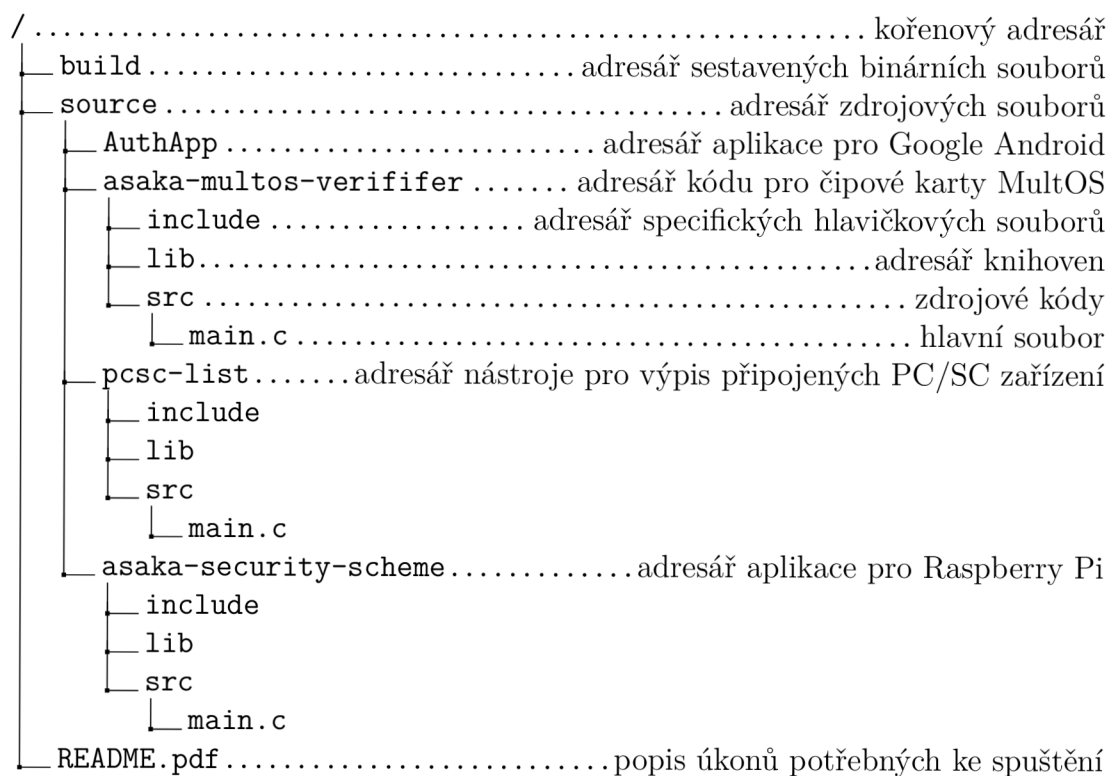 / ........................................................ kořenový adresář
build ............................. adresář sestavených binárních souborů
source ...................................... adresář zdrojových souborů
AuthApp ......................... adresář aplikace pro Google Android
asaka-multos-verififer ....... adresář kódu pro čipové karty MultOS
include ................. adresář specifických hlavičkových souborů
lib ............................................. adresář knihoven
src ............................................... zdrojové kódy
main.c ........................................... hlavní soubor
pcsc-list ....... adresář nástroje pro výpis připojených PC/SC zařízení
include
lib
src
main.c
asaka-security-scheme ............. adresář aplikace pro Raspberry Pi
include
lib
src
main.c
README.pdf .......................... popis úkonů potřebných ke spuštění